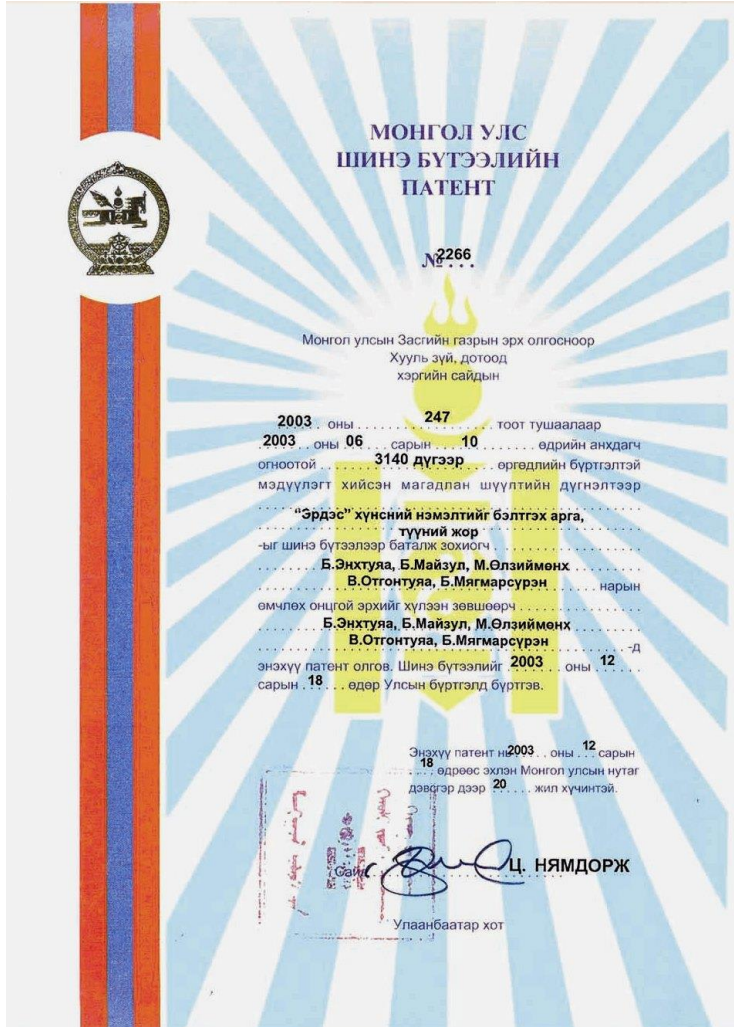 МОНГОЛ УЛС
ШИНЭ БҮТЭЭЛИЙН
ПАТЕНТ
№ 2266 . . .
Монгол улсын Засгийн газрын эрх олгосноор
Хууль зүй, дотоод
хэргийн сайдын
2003 . оны . . . . . . . 247 . . . . . . . тоот тушаалаар
2003 . оны 06 . . . сарын . . 10 . . . . . өдрийн анхдагч
огноотой . . . . . 3140 дүгээр . . . . өргөдлийн бүртгэлтэй
мэдүүлэгт хийсэн магадлан шүүлтийн дүгнэлтээр
"Эрдэс" хүнсний нэмэлтийг бэлтгэх арга,
түүний жор
-ыг шинэ бүтээлээр баталж зохиогч . . . . . . . . . . . .
Б.Энхтуяа, Б.Майзул, М.Өлзиймөнх
В.Отгонтуяа, Б.Мягмарсүрэн . . . . . нарын
өмчлөх онцгой эрхийг хүлээн зөвшөөрч . . . . . . . . .
Б.Энхтуяа, Б.Майзул, М.Өлзиймөнх
В.Отгонтуяа, Б.Мягмарсүрэн . . . . . . . -д
энэхүү патент олгов. Шинэ бүтээлийг 2003 . . оны . 12 .
сарын . 18 . . . өдөр Улсын бүртгэлд бүртгэв.
Энэхүү патент нь 2003 . . оны . 12 сарын
18 . . . өдрөөс эхлэн Монгол улсын нутаг
дэвсгэр дээр 20 . . . . жил хүчинтэй.
Сайд Ц. НЯМДОРЖ
Улаанбаатар хот